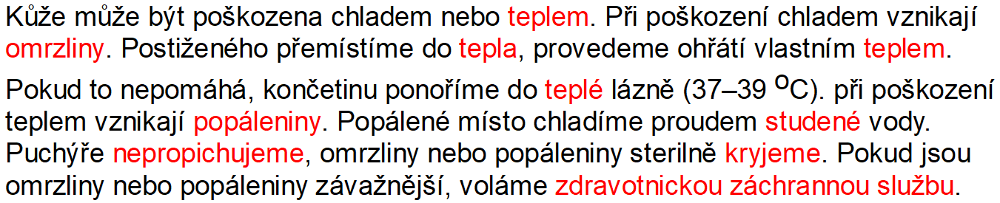 Kůže může být poškozena chladem nebo teplem. Při poškození chladem vznikají
omrzliny. Postiženého přemístíme do tepla, provedeme ohřátí vlastním teplem.
Pokud to nepomáhá, končetinu ponoříme do teplé lázně (37–39 ºC). při poškození
teplem vznikají popáleniny. Popálené místo chladíme proudem studené vody.
Puchýře nepropichujeme, omrzliny nebo popáleniny sterilně kryjeme. Pokud jsou
omrzliny nebo popáleniny závažnější, voláme zdravotnickou záchrannou službu.